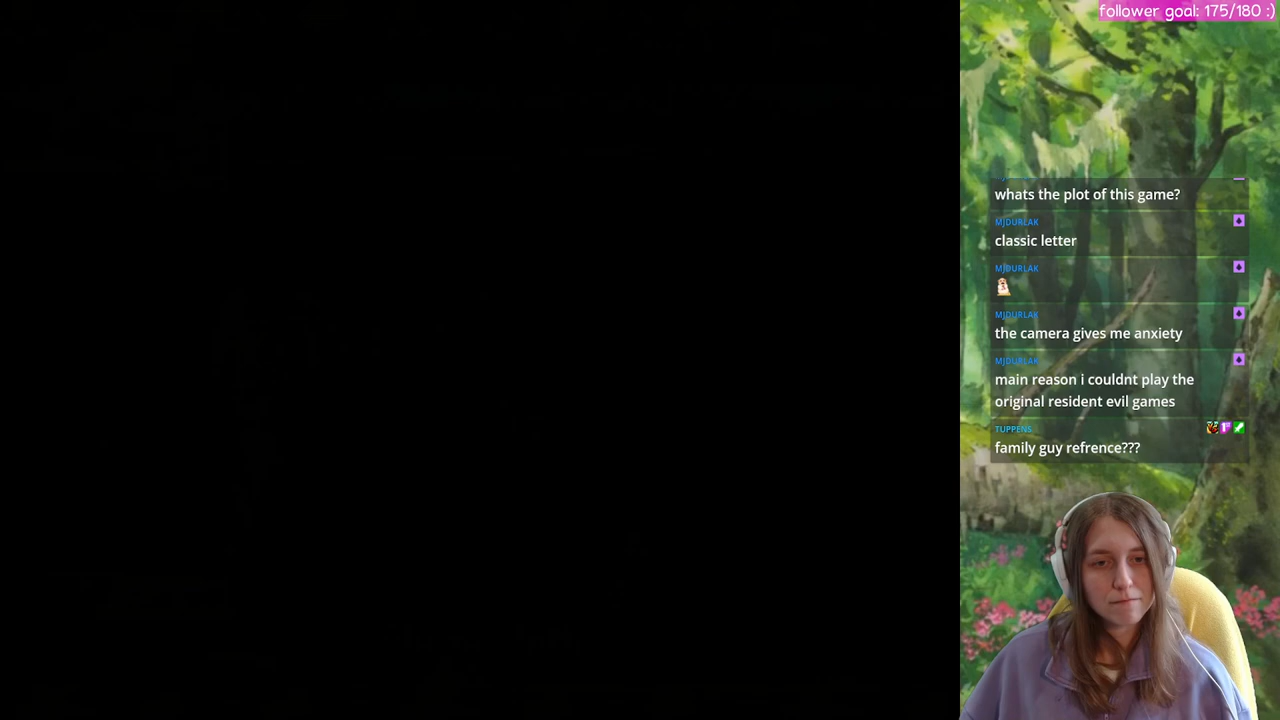 follower goal: 175/180 :)
whats the plot of this game?
MJDURLAK
classic letter
MJDURLAK
MJDURLAK
the camera gives me anxiety
MJDURLAK
main reason i couldnt play the
original resident evil games
TUPPENS
family guy refrence???